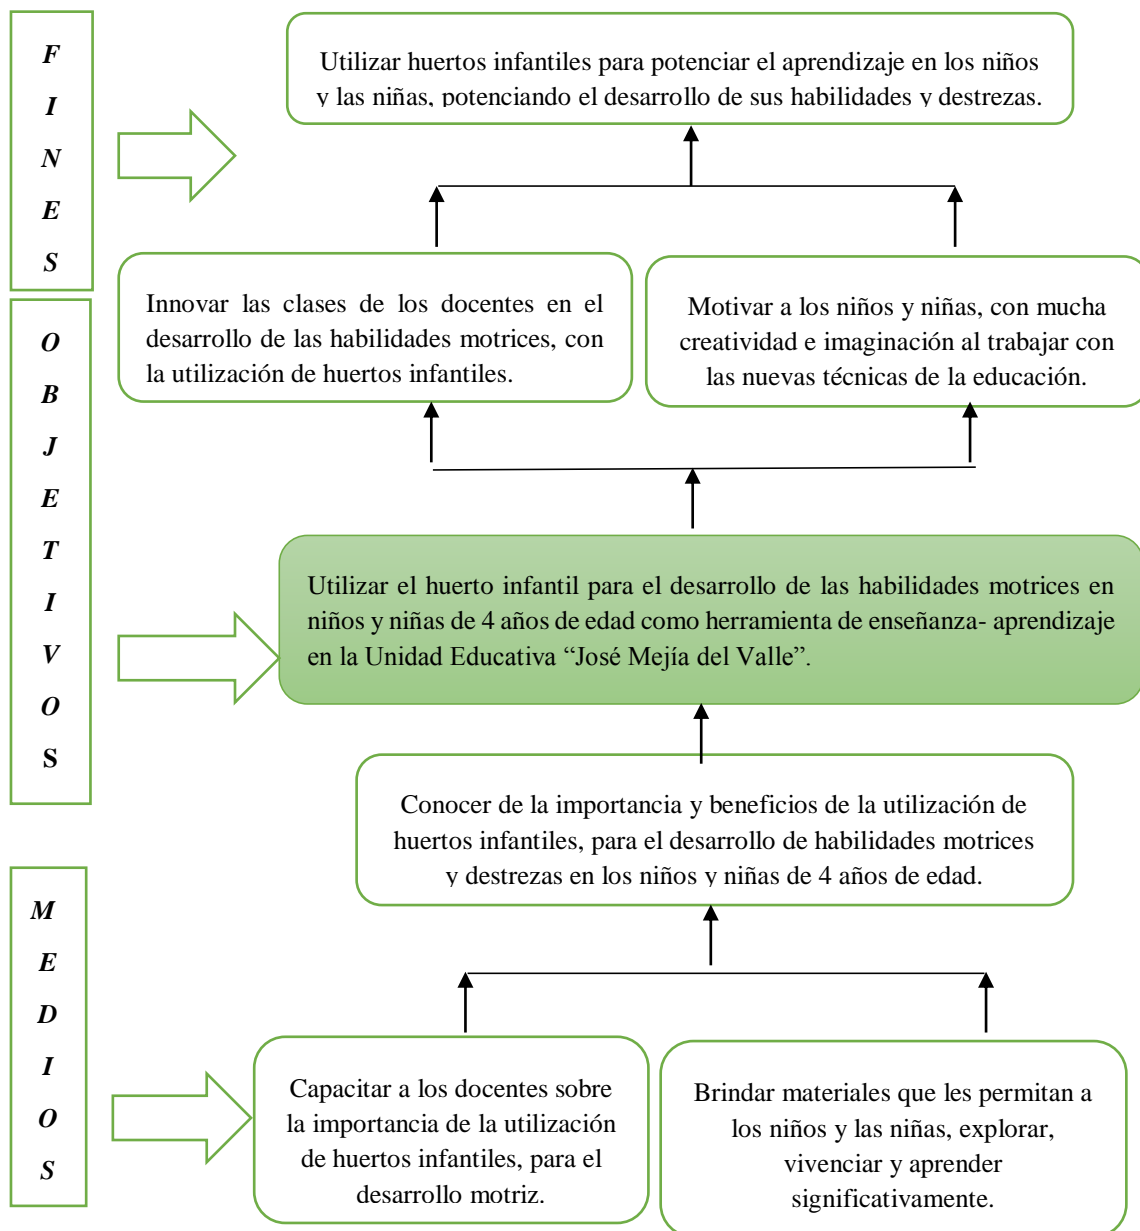 FINES
Utilizar huertos infantiles para potenciar el aprendizaje en los niños
y las niñas, potenciando el desarrollo de sus habilidades y destrezas.
Innovar las clases de los docentes en el
desarrollo de las habilidades motrices, con
la utilización de huertos infantiles.
Motivar a los niños y niñas, con mucha
creatividad e imaginación al trabajar con
las nuevas técnicas de la educación.
OBJETIVOS
Utilizar el huerto infantil para el desarrollo de las habilidades motrices en
niños y niñas de 4 años de edad como herramienta de enseñanza- aprendizaje
en la Unidad Educativa “José Mejía del Valle”.
Conocer de la importancia y beneficios de la utilización de
huertos infantiles, para el desarrollo de habilidades motrices
y destrezas en los niños y niñas de 4 años de edad.
MEDIOS
Capacitar a los docentes sobre
la importancia de la utilización
de huertos infantiles, para el
desarrollo motriz.
Brindar materiales que les permitan a
los niños y las niñas, explorar,
vivenciar y aprender
significativamente.